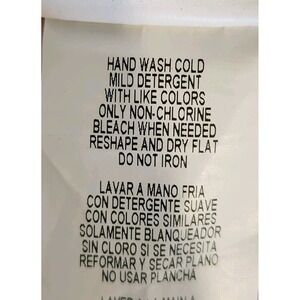 HAND WASH COLD
MILD DETERGENT
WITH LIKE COLORS
ONLY NON-CHLORINE
BLEACH WHEN NEEDED
RESHAPE AND DRY FLAT
DO NOT IRON
LAVAR A MANO FRIA
CON DETERGENTE SUAVE
CON COLORES SIMILARES
SOLAMENTE BLANQUEADOR
SIN CLORO SI SE NECESITA
REFORMAR Y SECAR PLANO
NO USAR PLANCHA